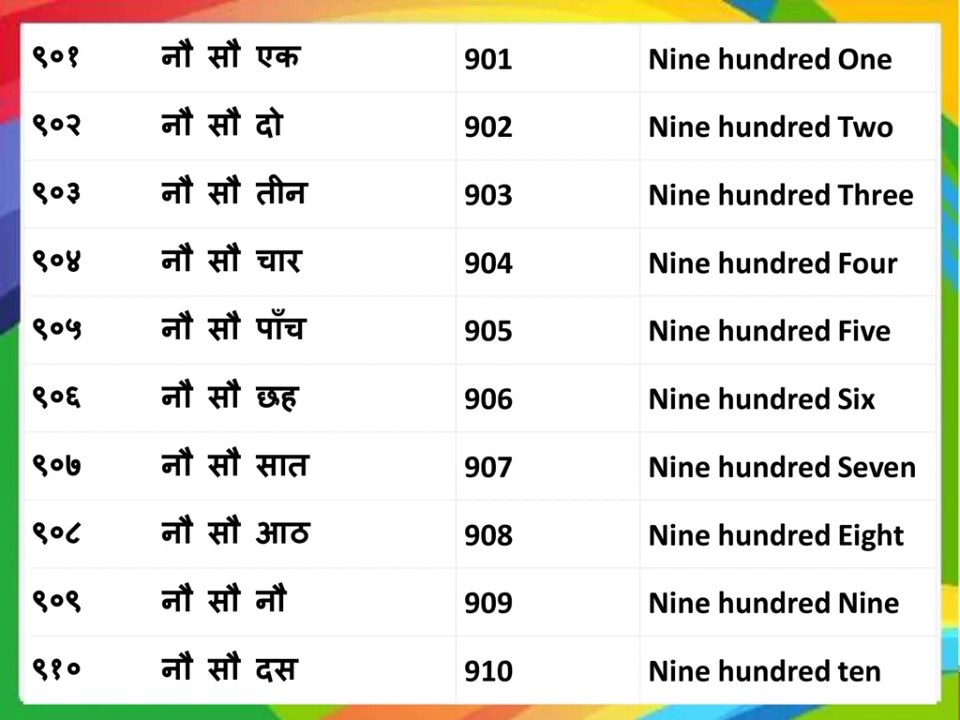 ९०१ नौ सौ एक 901 Nine hundred One
९०२ नौ सौ दो 902 Nine hundred Two
९०३ नौ सौ तीन 903 Nine hundred Three
९०४ नौ सौ चार 904 Nine hundred Four
९०५ नौ सौ पाँच 905 Nine hundred Five
९०६ नौ सौ छह 906 Nine hundred Six
९०७ नौ सौ सात 907 Nine hundred Seven
९०८ नौ सौ आठ 908 Nine hundred Eight
९०९ नौ सौ नौ 909 Nine hundred Nine
९१० नौ सौ दस 910 Nine hundred ten